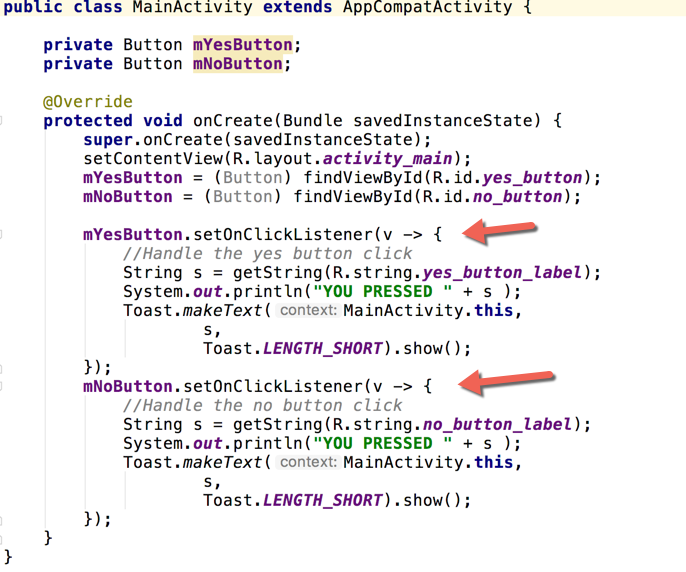 public class MainActivity extends AppCompatActivity {
private Button mYesButton;
private Button mNoButton;
@Override
protected void onCreate(Bundle savedInstanceState) {
super.onCreate(savedInstanceState);
setContentView(R.layout.activity_main);
mYesButton = (Button) findViewById(R.id.yes_button);
mNoButton = (Button) findViewById(R.id.no_button);
mYesButton.setOnClickListener(v -> {
//Handle the yes button click
String s = getString(R.string.yes_button_label);
System.out.println("YOU PRESSED " + s );
Toast.makeText( context: MainActivity.this,
s,
Toast.LENGTH_SHORT).show();
});
mNoButton.setOnClickListener(v -> {
//Handle the no button click
String s = getString(R.string.no_button_label);
System.out.println("YOU PRESSED " + s );
Toast.makeText( context: MainActivity.this,
s,
Toast.LENGTH_SHORT).show();
});
}
}